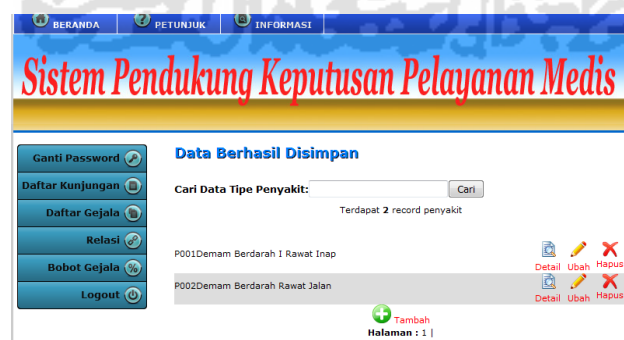 BERANDA PETUNJUK INFORMASI
Sistem Pendukung Keputusan Pelayanan Medis
Ganti Password
Daftar Kunjungan
Daftar Gejala
Relasi
Bobot Gejala
Logout
Data Berhasil Disimpan
Cari Data Tipe Penyakit: Cari
Terdapat 2 record penyakit
P001Demam Berdarah I Rawat Inap Detail Ubah Hapus
P002Demam Berdarah Rawat Jalan Detail Ubah Hapus
Tambah
Halaman : 1 |